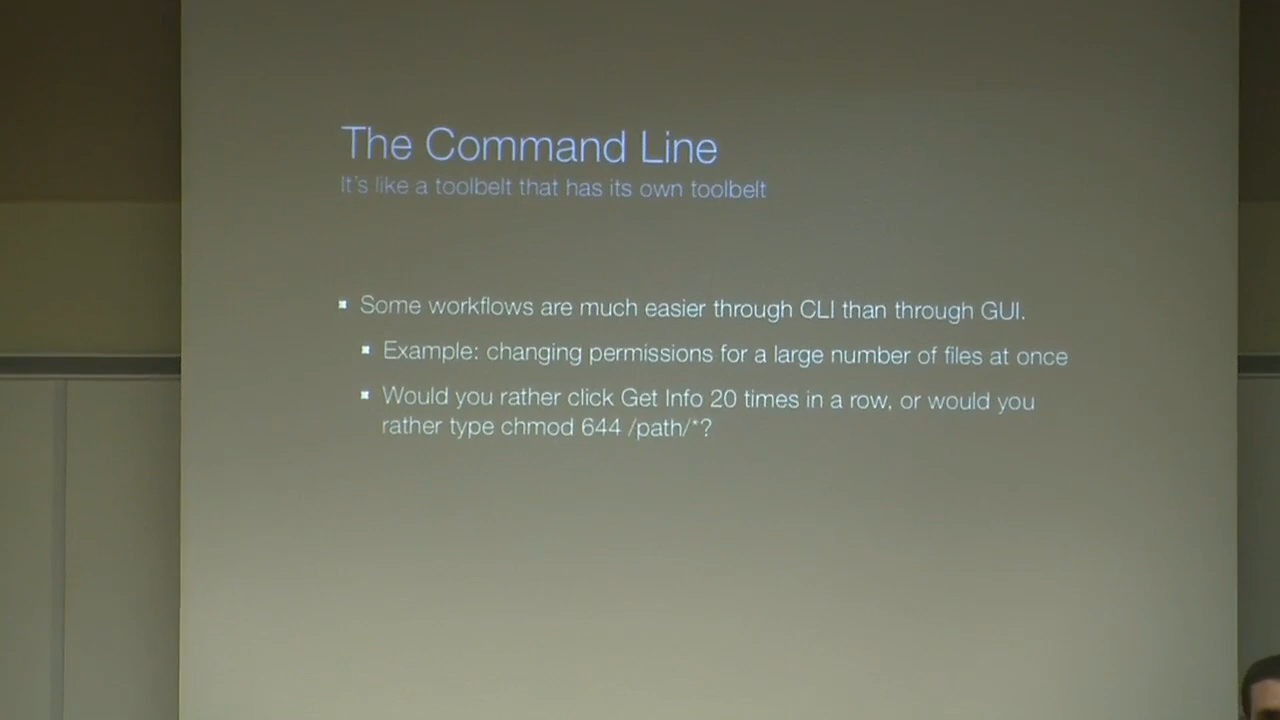 The Command Line
It's like a toolbelt that has its own toolbelt
Some workflows are much easier through CLI than through GUI.
Example: changing permissions for a large number of files at once
Would you rather click Get Info 20 times in a row, or would you
rather type chmod 644 /path/*?